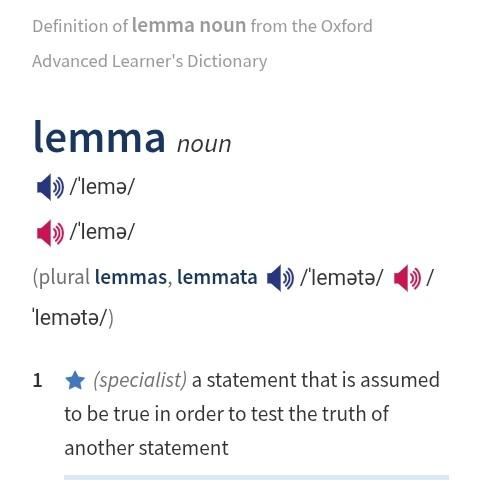 Definition of lemma noun from the Oxford
Advanced Learner's Dictionary
lemma noun
/ˈlemə/
/ˈlemə/
(plural lemmas, lemmata /ˈlemətə/ /
ˈlemətə/)
1 (specialist) a statement that is assumed
to be true in order to test the truth of
another statement